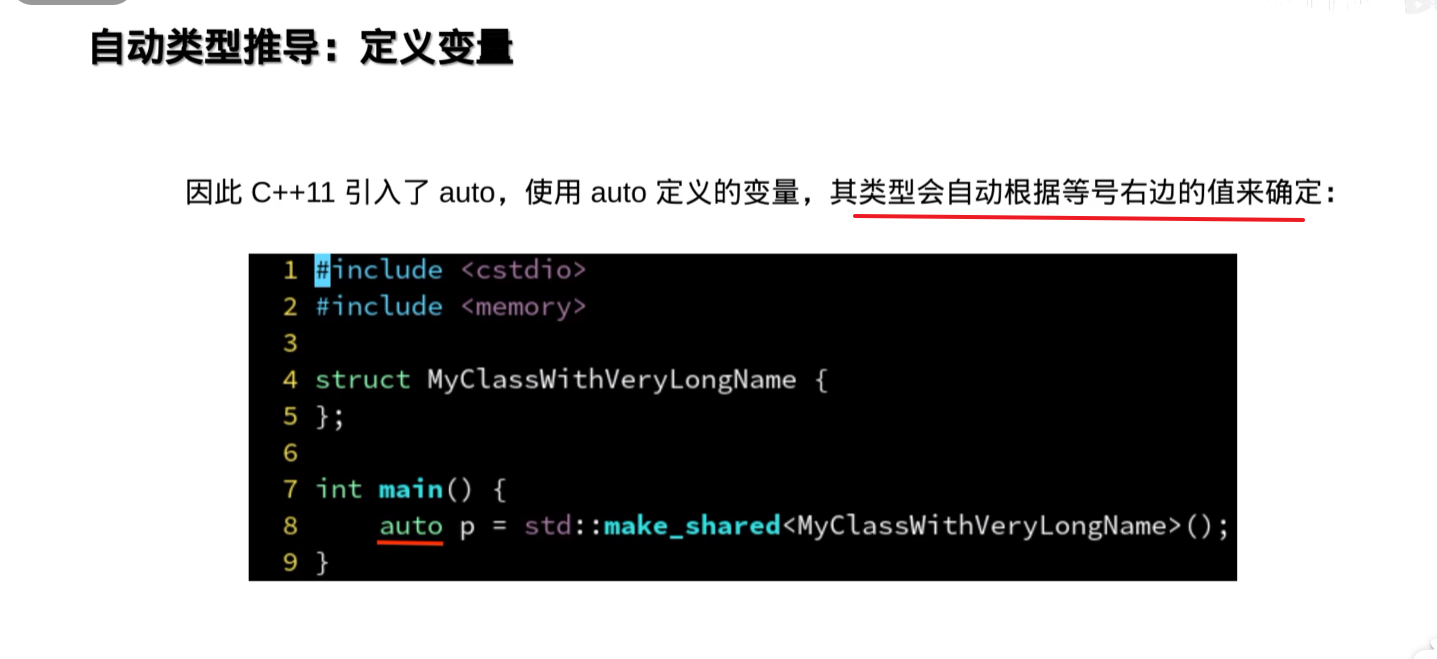 自动类型推导：定义变量
因此 C++11 引入了 auto，使用 auto 定义的变量，其类型会自动根据等号右边的值来确定：
1 #include <cstdio>
2 #include <memory>
3
4 struct MyClassWithVeryLongName {
5 };
6
7 int main() {
8     auto p = std::make_shared<MyClassWithVeryLongName>();
9 }